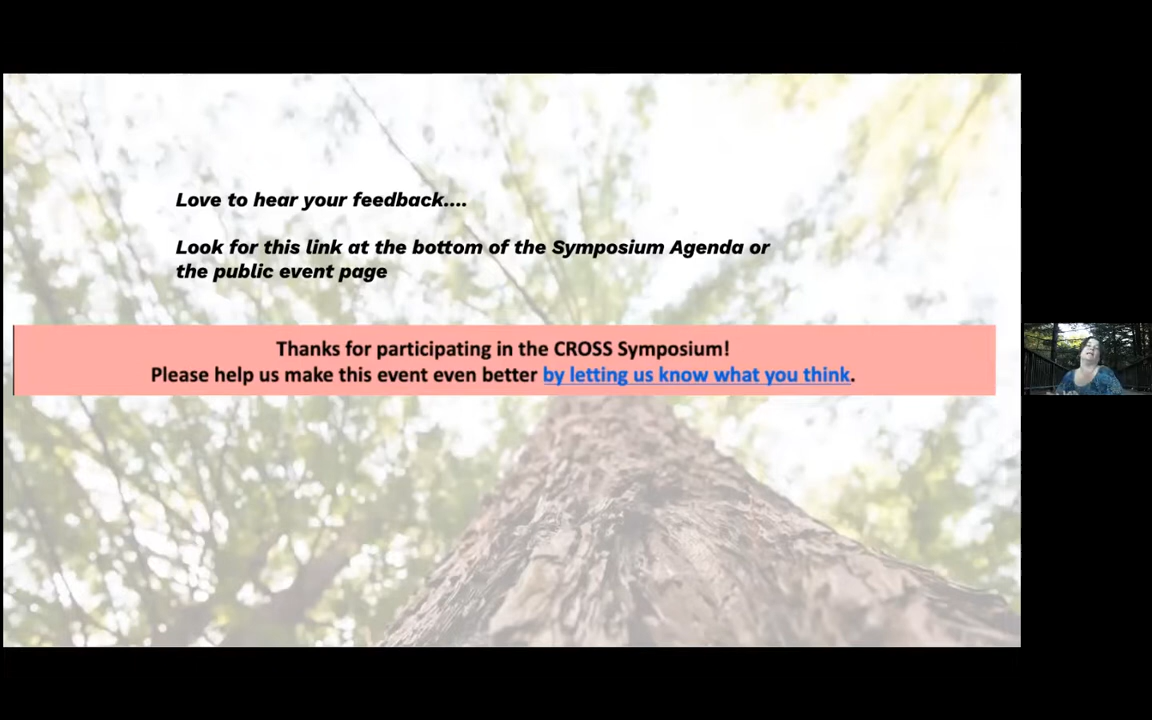 Love to hear your feedback....
Look for this link at the bottom of the Symposium Agenda or
the public event page
Thanks for participating in the CROSS Symposium!
Please help us make this event even better by letting us know what you think.